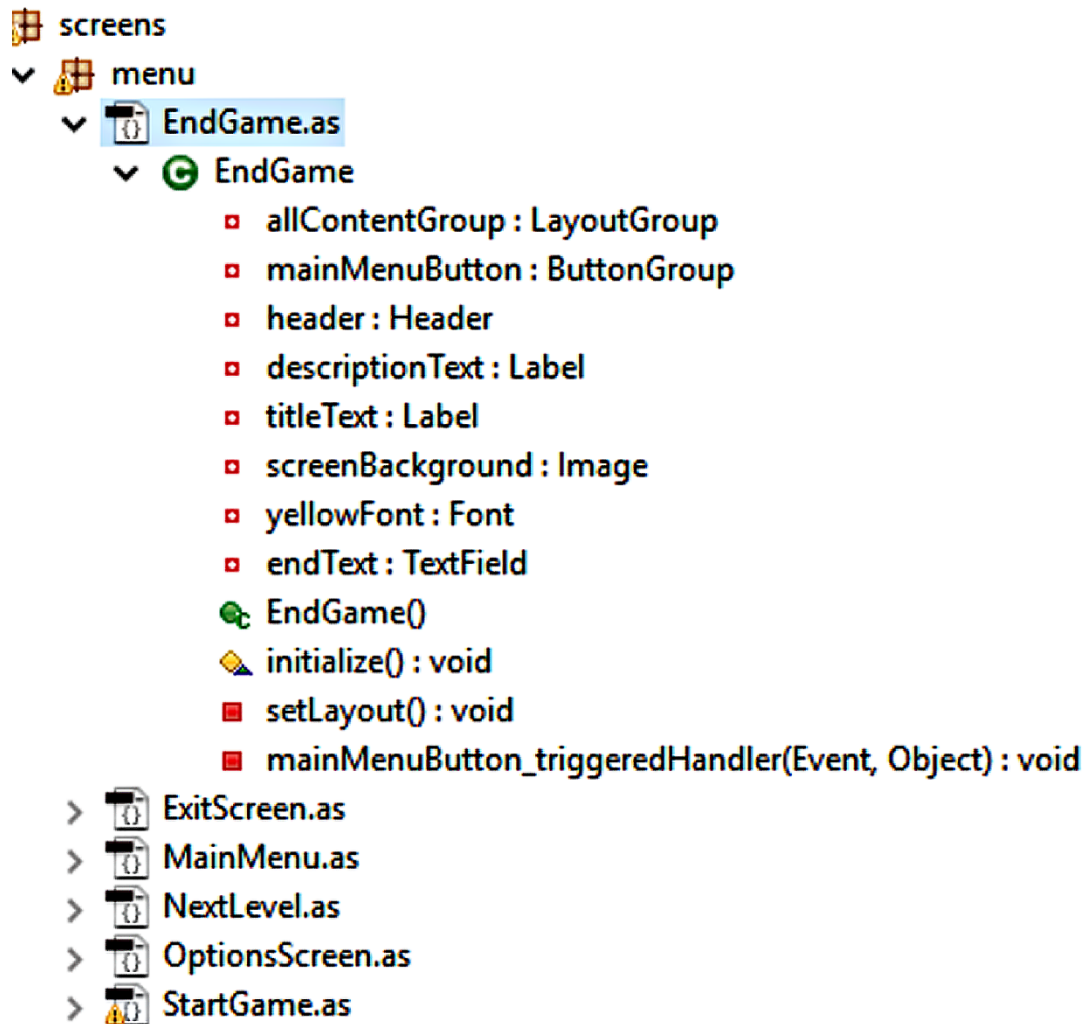 screens
menu
EndGame.as
EndGame
allContentGroup : LayoutGroup
mainMenuButton : ButtonGroup
header : Header
descriptionText : Label
titleText : Label
screenBackground : Image
yellowFont : Font
endText : TextField
EndGame()
initialize() : void
setLayout() : void
mainMenuButton_triggeredHandler(Event, Object) : void
ExitScreen.as
MainMenu.as
NextLevel.as
OptionsScreen.as
StartGame.as